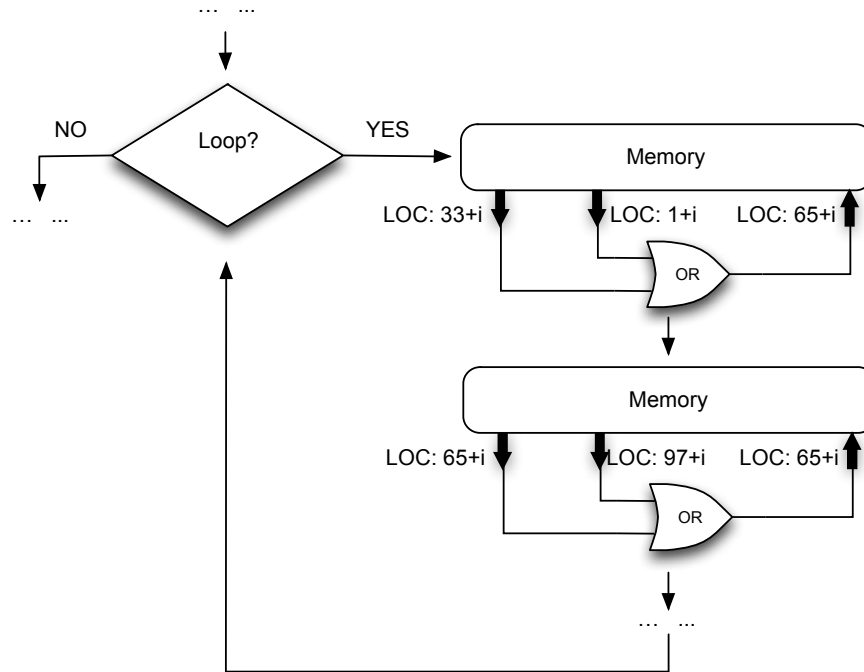 … ...
NO
Loop?
YES
Memory
LOC: 33+i
LOC: 1+i
LOC: 65+i
… ...
OR
Memory
LOC: 65+i
LOC: 97+i
LOC: 65+i
OR
… ...